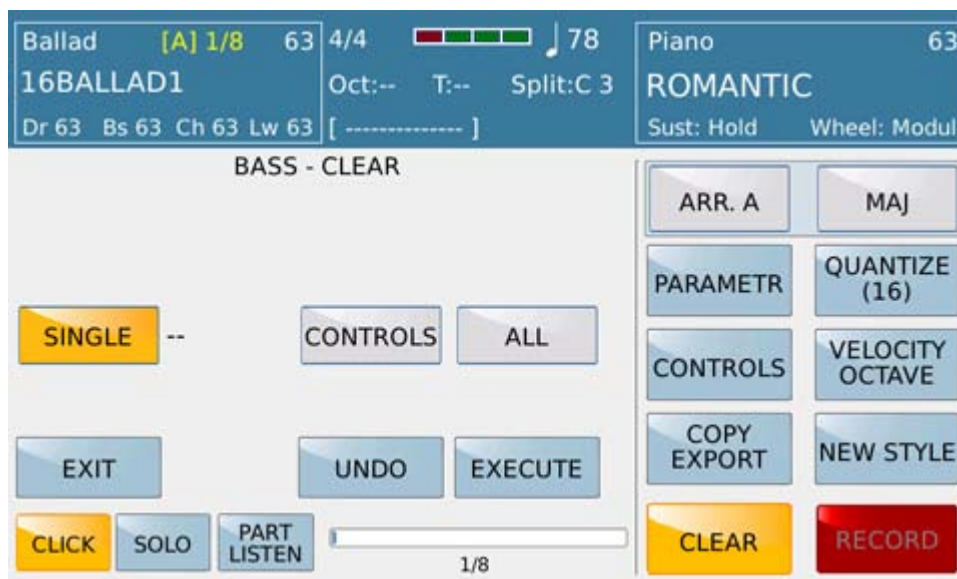 Ballad [A] 1/8 63
16BALLAD1
Dr 63 Bs 63 Ch 63 Lw 63
4/4 78
Oct:-- T:-- Split:C 3
[ -------------- ]
Piano 63
ROMANTIC
Sust: Hold Wheel: Modul
BASS - CLEAR
SINGLE --
CONTROLS
ALL
EXIT
UNDO
EXECUTE
CLICK
SOLO
PART
LISTEN
1/8
ARR. A
MAJ
PARAMETR
QUANTIZE
(16)
CONTROLS
VELOCITY
OCTAVE
COPY
EXPORT
NEW STYLE
CLEAR
RECORD